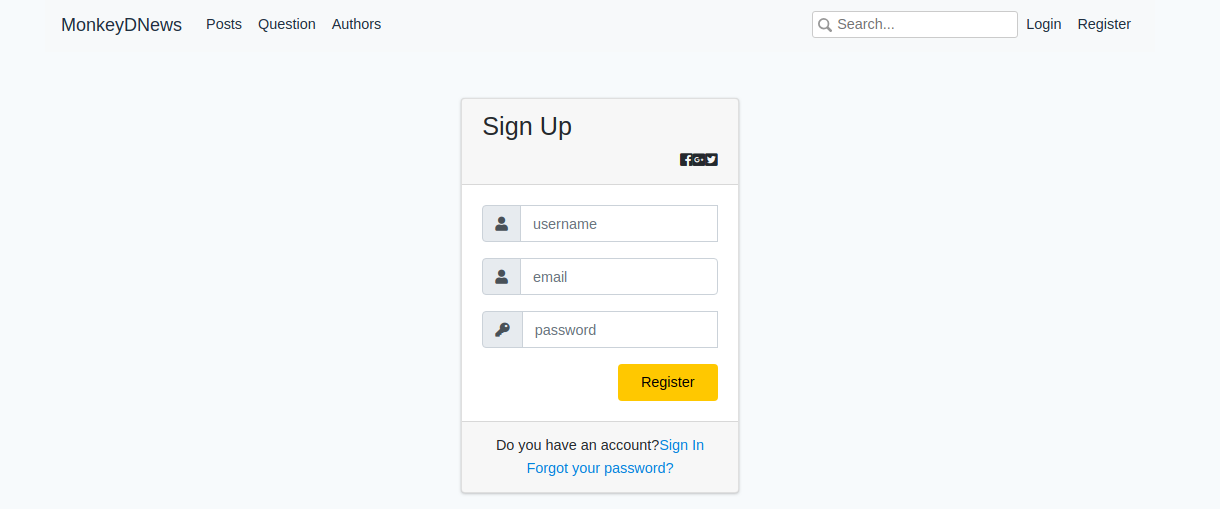 MonkeyDNews Posts Question Authors Search... Login Register
Sign Up
username
email
password
Register
Do you have an account?Sign In
Forgot your password?